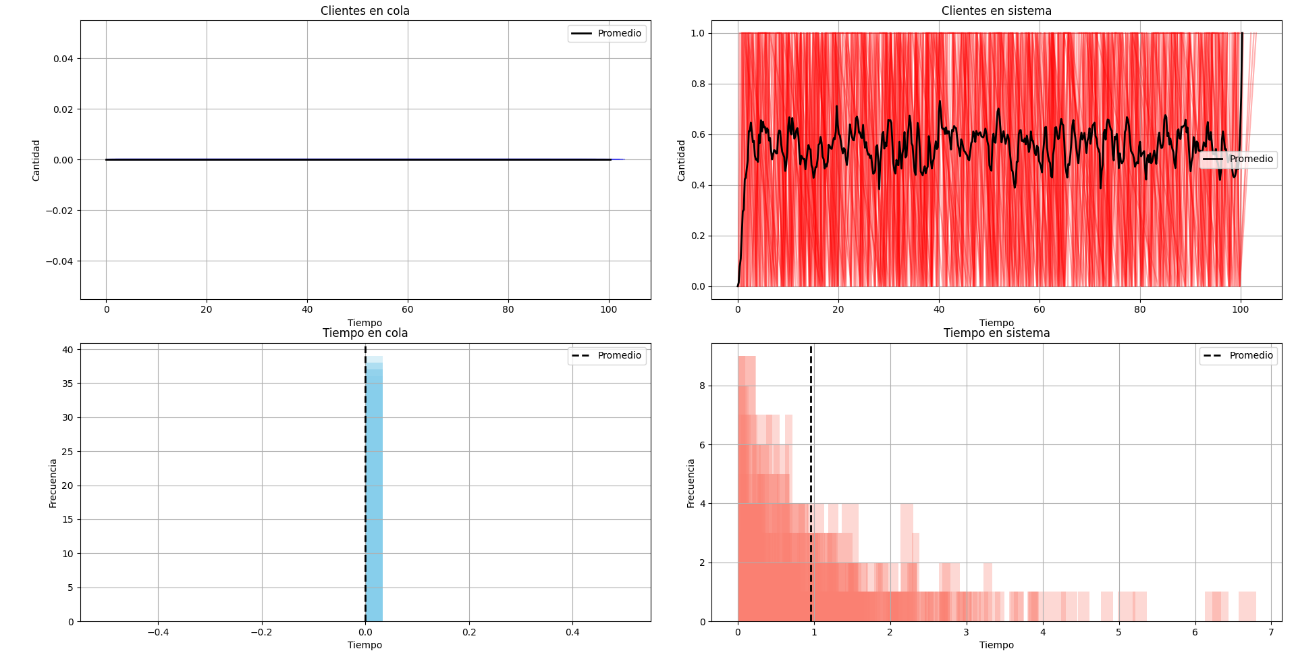 Clientes en cola
Promedio
0.04
0.02
0.00
−0.02
−0.04
Cantidad
0 20 40 60 80 100
Tiempo
Clientes en sistema
Promedio
1.0
0.8
0.6
0.4
0.2
0.0
Cantidad
0 20 40 60 80 100
Tiempo
Tiempo en cola
Promedio
40
35
30
25
20
15
10
5
0
Frecuencia
−0.4 −0.2 0.0 0.2 0.4
Tiempo
Tiempo en sistema
Promedio
8
6
4
2
0
Frecuencia
0 1 2 3 4 5 6 7
Tiempo